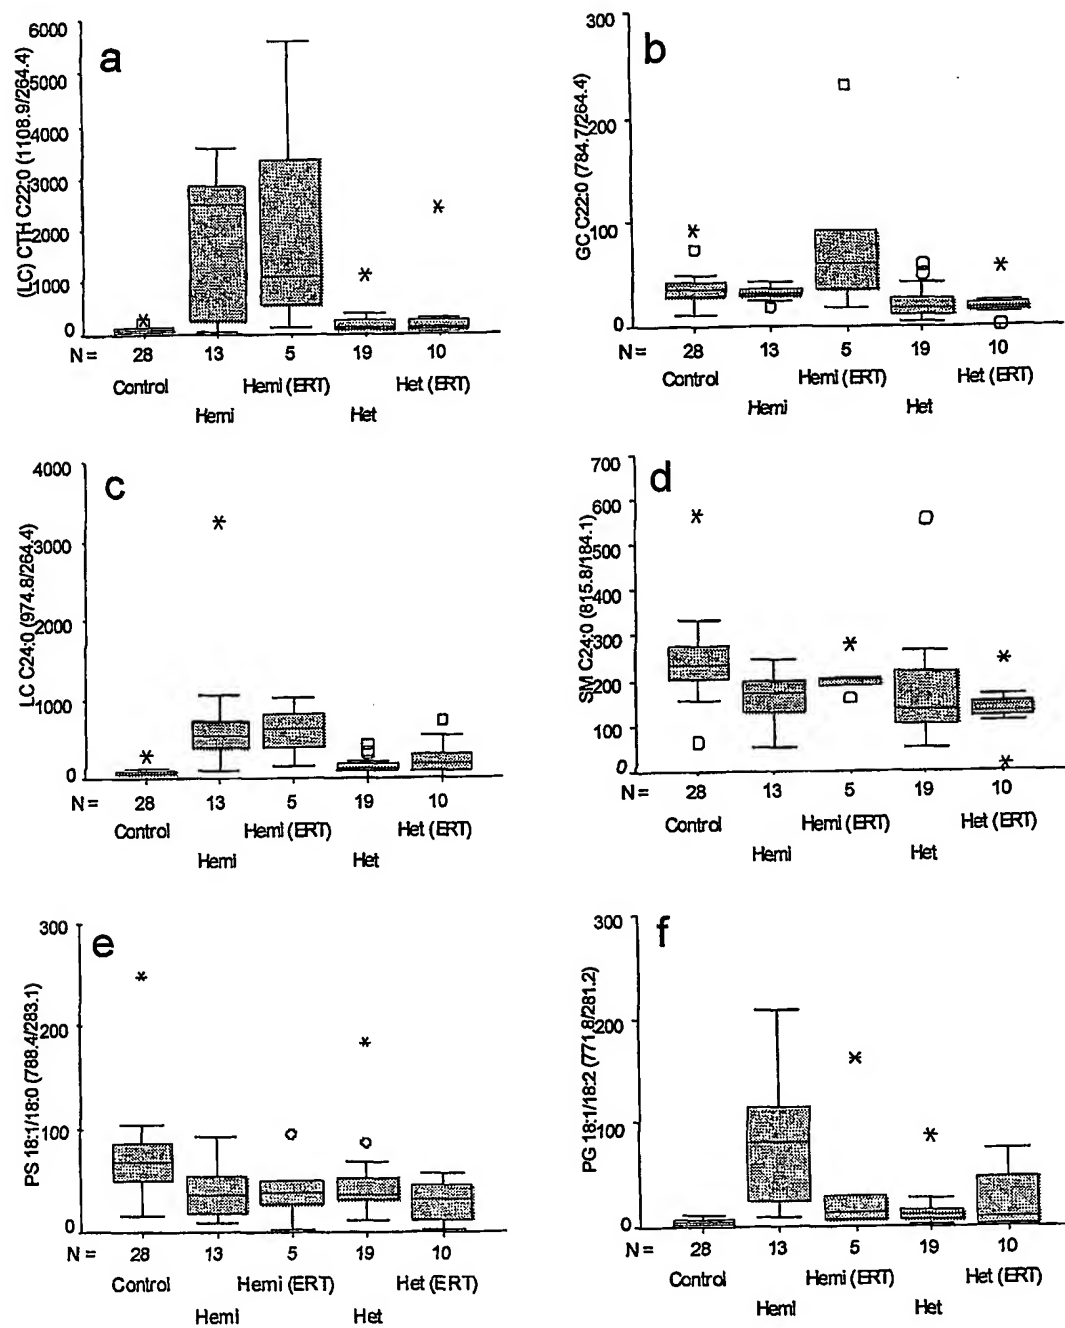 a
(LC) CTH C22:0 (1108.9/264.4)
6000
5000
4000
3000
2000
1000
0
N = 28 13 5 19 10
Control Hemi (ERT) Het (ERT)
Hemi Het
b
GC C22:0 (784.7/264.4)
300
200
100
0
N = 28 13 5 19 10
Control Hemi (ERT) Het (ERT)
Hemi Het
c
LC C24:0 (974.8/264.4)
4000
3000
2000
1000
0
N = 28 13 5 19 10
Control Hemi (ERT) Het (ERT)
Hemi Het
d
SM C24:0 (815.8/184.1)
700
600
500
400
300
200
100
0
N = 28 13 5 19 10
Control Hemi (ERT) Het (ERT)
Hemi Het
e
PS 18:1/18:0 (788.4/283.1)
300
200
100
0
N = 28 13 5 19 10
Control Hemi (ERT) Het (ERT)
Hemi Het
f
PG 18:1/18:2 (771.8/281.2)
300
200
100
0
N = 28 13 5 19 10
Control Hemi (ERT) Het (ERT)
Hemi Het